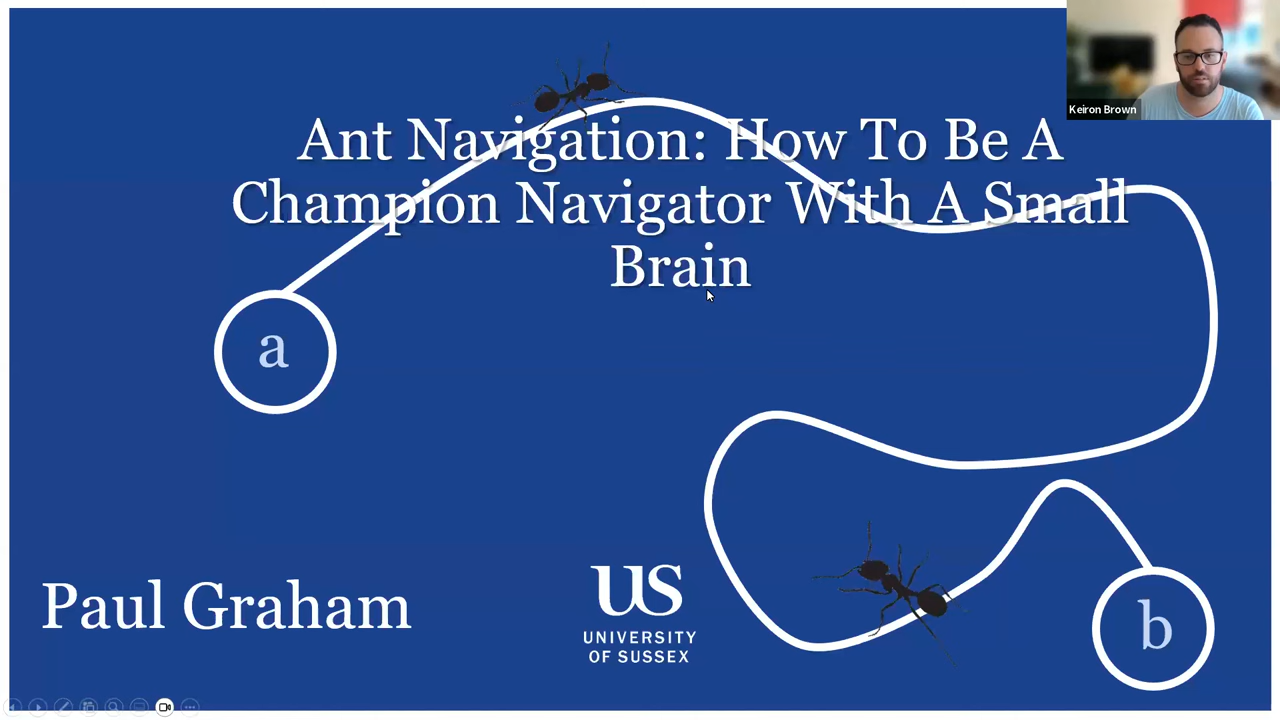 Ant Navigation: How To Be A
Champion Navigator With A Small
Brain
Keiron Brown
a
b
Paul Graham
US
UNIVERSITY
OF SUSSEX